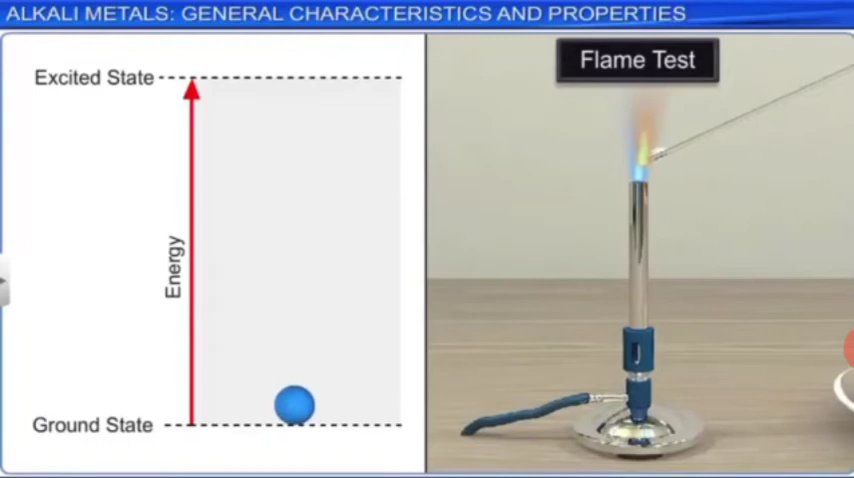 ALKALI METALS: GENERAL CHARACTERISTICS AND PROPERTIES
Excited State
Energy
Ground State
Flame Test